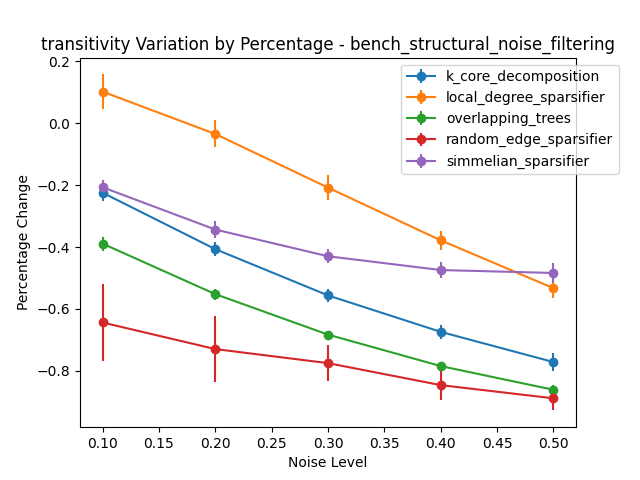 transitivity Variation by Percentage - bench_structural_noise_filtering
k_core_decomposition
local_degree_sparsifier
overlapping_trees
random_edge_sparsifier
simmelian_sparsifier
Percentage Change
0.2
0.0
−0.2
−0.4
−0.6
−0.8
0.10 0.15 0.20 0.25 0.30 0.35 0.40 0.45 0.50
Noise Level